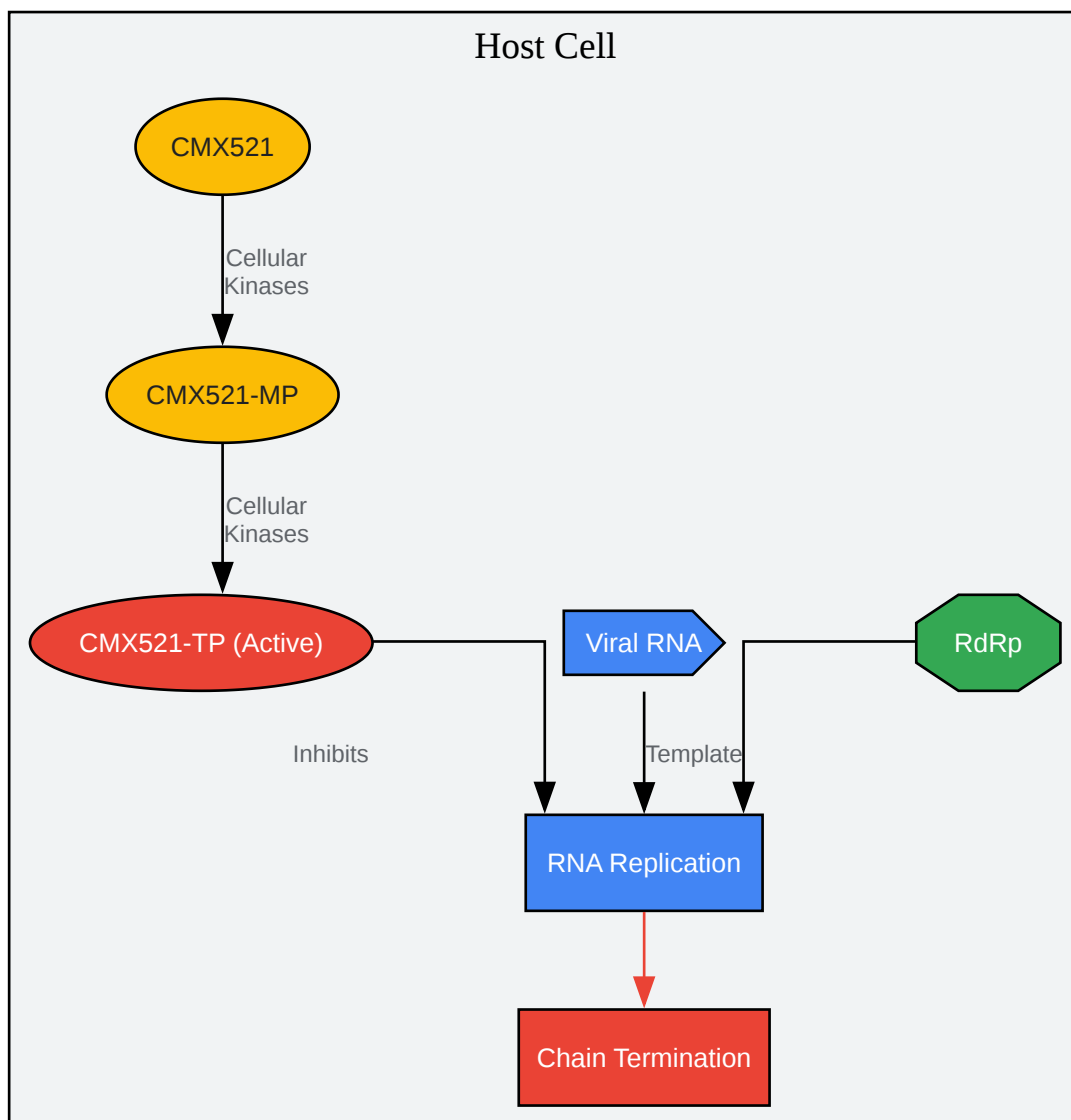 Host Cell
CMX521
Cellular
Kinases
CMX521-MP
Cellular
Kinases
CMX521-TP (Active)
Viral RNA
RdRp
Inhibits
Template
RNA Replication
Chain Termination